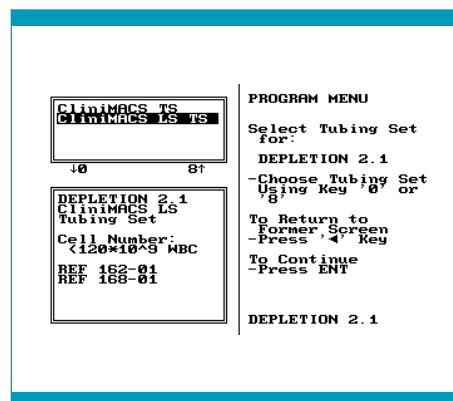 CliniMACS TS
CliniMACS LS TS
↓0 8↑
DEPLETION 2.1
CliniMACS LS
Tubing Set
Cell Number:
<120*10^9 WBC
REF 162-01
REF 168-01
PROGRAM MENU
Select Tubing Set
for:
DEPLETION 2.1
-Choose Tubing Set
Using Key '0' or
'8'
To Return to
Former Screen
-Press '◄' Key
To Continue
-Press ENT
DEPLETION 2.1